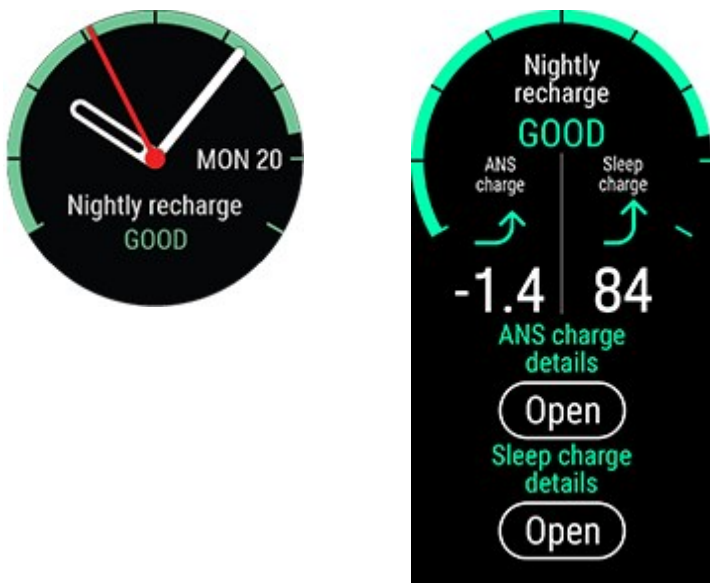 MON 20
Nightly recharge
GOOD
Nightly
recharge
GOOD
ANS
charge
Sleep
charge
-1.4
84
ANS charge
details
Open
Sleep charge
details
Open